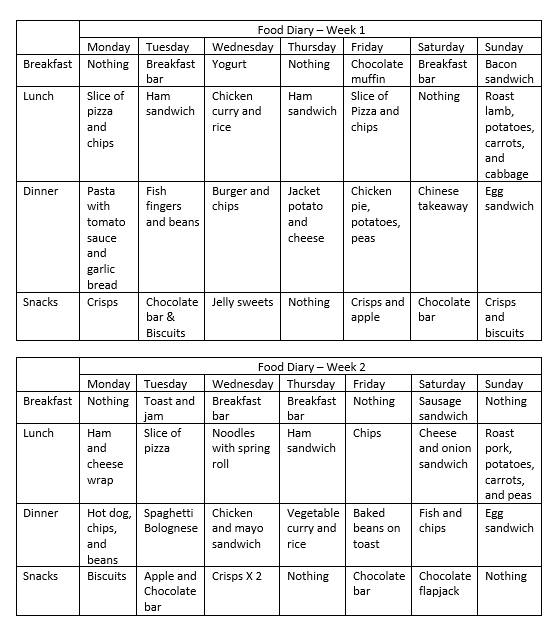 Food Diary – Week 1
Monday Tuesday Wednesday Thursday Friday Saturday Sunday
Breakfast Nothing Breakfast Yogurt Nothing Chocolate Breakfast Bacon
bar muffin bar sandwich
Lunch Slice of Ham Chicken Ham Slice of Nothing Roast
pizza sandwich curry and sandwich Pizza and lamb,
and rice chips potatoes,
chips carrots,
and
cabbage
Dinner Pasta Fish Burger and Jacket Chicken Chinese Egg
with fingers chips potato pie, takeaway sandwich
tomato and beans and potatoes,
sauce cheese peas
and
garlic
bread
Snacks Crisps Chocolate Jelly sweets Nothing Crisps and Chocolate Crisps
bar & apple bar and
Biscuits biscuits
Food Diary – Week 2
Monday Tuesday Wednesday Thursday Friday Saturday Sunday
Breakfast Nothing Toast and Breakfast Breakfast Nothing Sausage Nothing
jam bar bar sandwich
Lunch Ham Slice of Noodles Ham Chips Cheese Roast
and pizza with spring sandwich and onion pork,
cheese roll sandwich potatoes,
wrap carrots,
and peas
Dinner Hot dog, Spaghetti Chicken Vegetable Baked Fish and Egg
chips, Bolognese and mayo curry and beans on chips sandwich
and sandwich rice toast
beans
Snacks Biscuits Apple and Crisps X 2 Nothing Chocolate Chocolate Nothing
Chocolate bar flapjack
bar